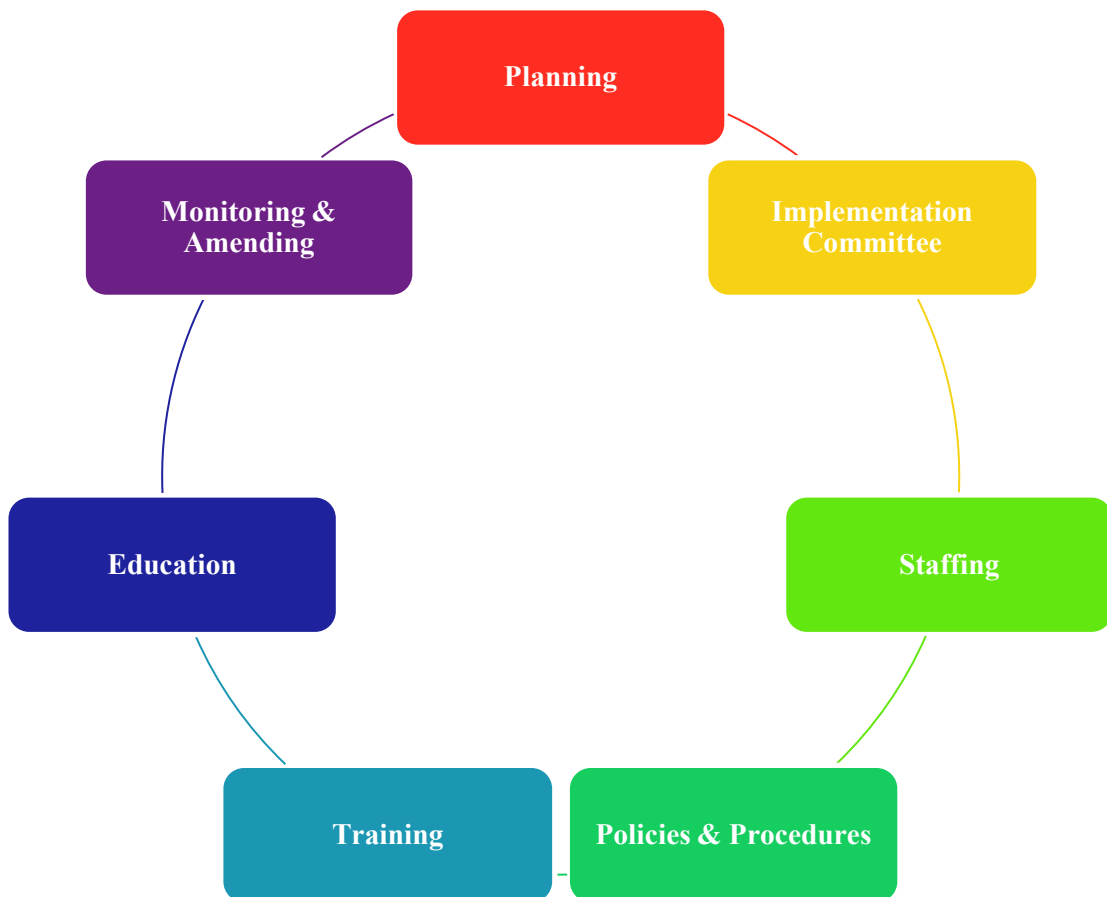 Planning
Implementation
Committee
Staffing
Policies & Procedures
Training
Education
Monitoring &
Amending